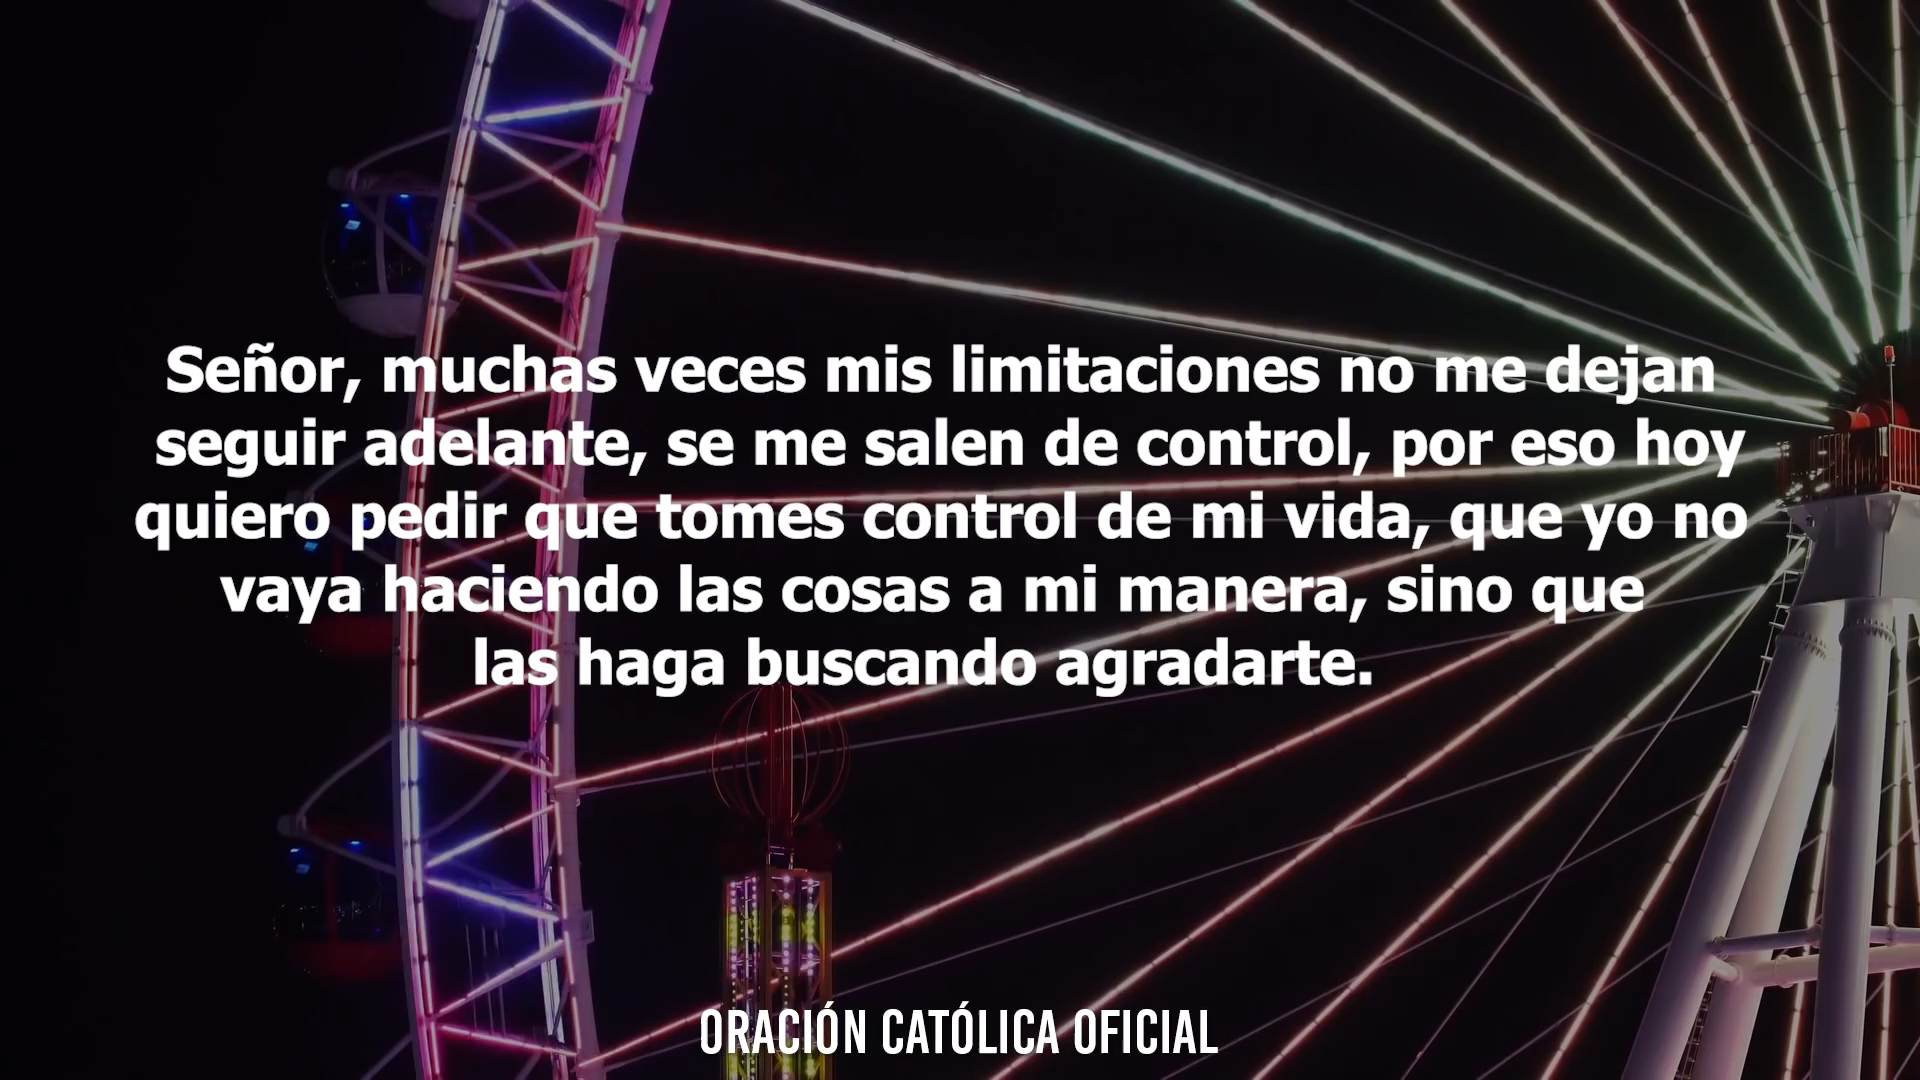 Señor, muchas veces mis limitaciones no me dejan
seguir adelante, se me salen de control, por eso hoy
quiero pedir que tomes control de mi vida, que yo no
vaya haciendo las cosas a mi manera, sino que
las haga buscando agradarte.
ORACIÓN CATÓLICA OFICIAL